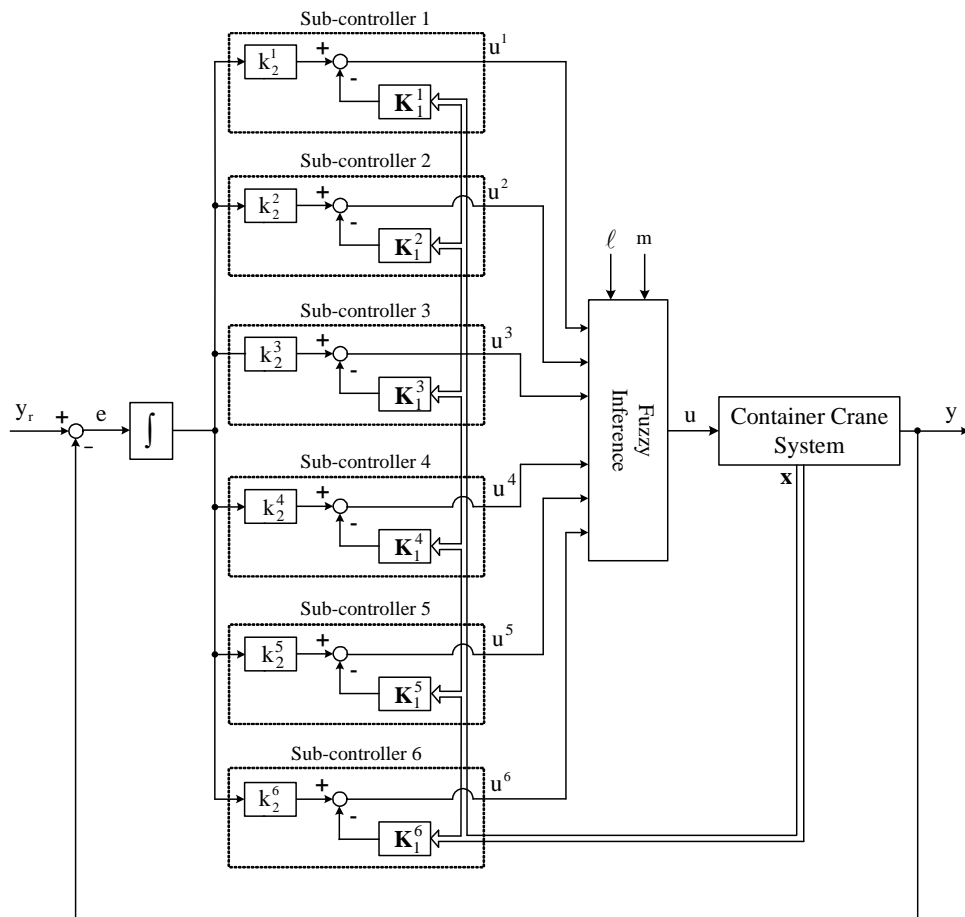 Sub-controller 1
k₂¹
+
-
K₁¹
u¹
Sub-controller 2
k₂²
+
-
K₁²
u²
Sub-controller 3
k₂³
+
-
K₁³
u³
ℓ
m
y_r
+
-
e
∫
Fuzzy
Inference
u
Container Crane
System
x
y
Sub-controller 4
k₂⁴
+
-
K₁⁴
u⁴
Sub-controller 5
k₂⁵
+
-
K₁⁵
u⁵
Sub-controller 6
k₂⁶
+
-
K₁⁶
u⁶